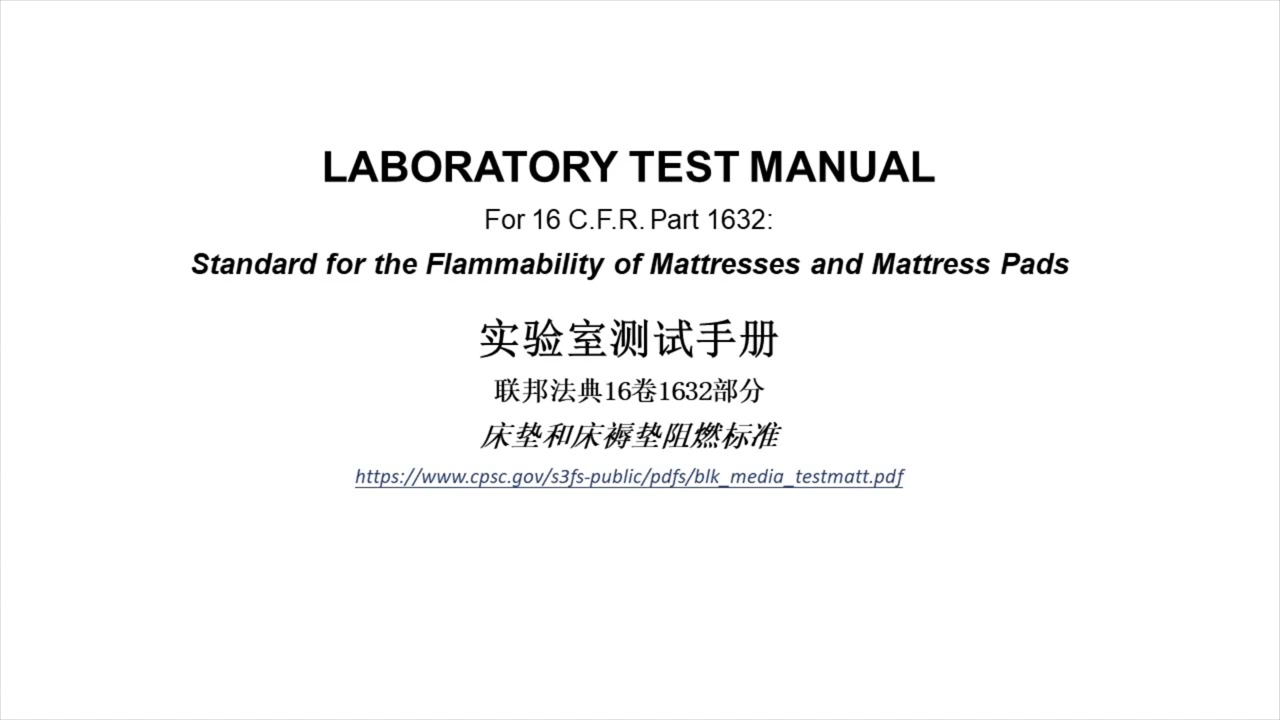 LABORATORY TEST MANUAL
For 16 C.F.R. Part 1632:
Standard for the Flammability of Mattresses and Mattress Pads
实验室测试手册
联邦法典16卷1632部分
床垫和床褥垫阻燃标准
https://www.cpsc.gov/s3fs-public/pdfs/blk_media_testmatt.pdf